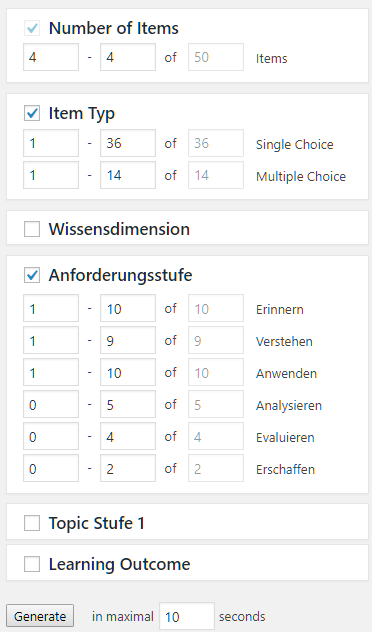 Number of Items
4 - 4 of 50 Items
Item Typ
1 - 36 of 36 Single Choice
1 - 14 of 14 Multiple Choice
Wissensdimension
Anforderungsstufe
1 - 10 of 10 Erinnern
1 - 9 of 9 Verstehen
1 - 10 of 10 Anwenden
0 - 5 of 5 Analysieren
0 - 4 of 4 Evaluieren
0 - 2 of 2 Erschaffen
Topic Stufe 1
Learning Outcome
Generate in maximal 10 seconds